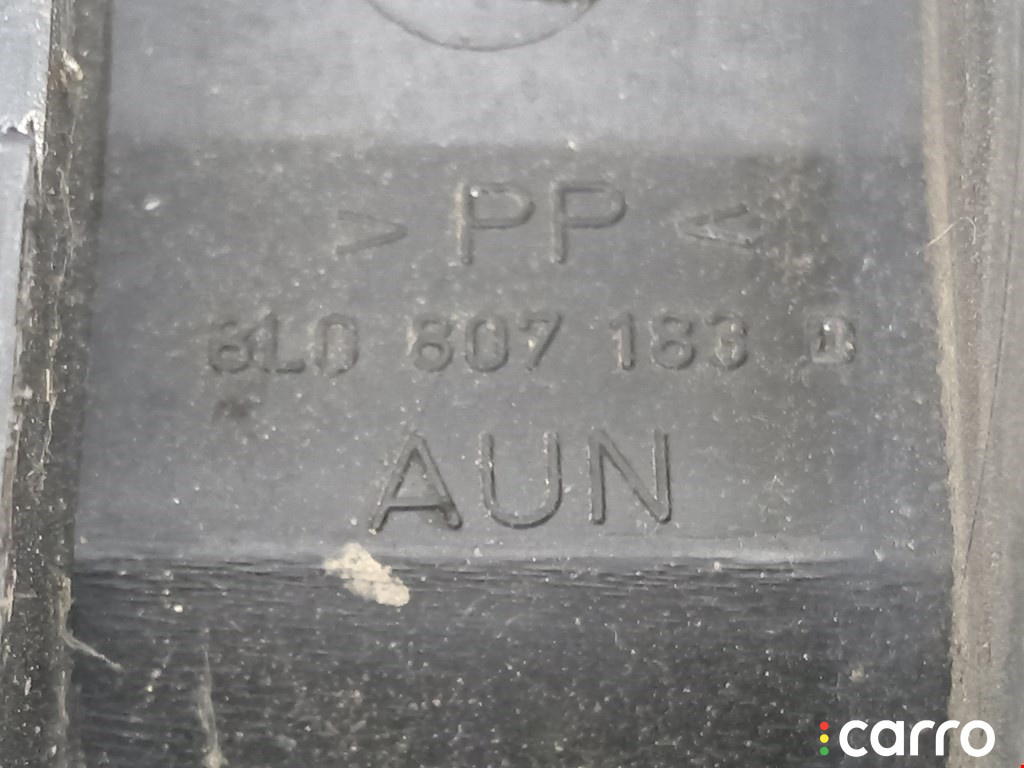 >PP<
8L0 807 183 B
AUN
carro